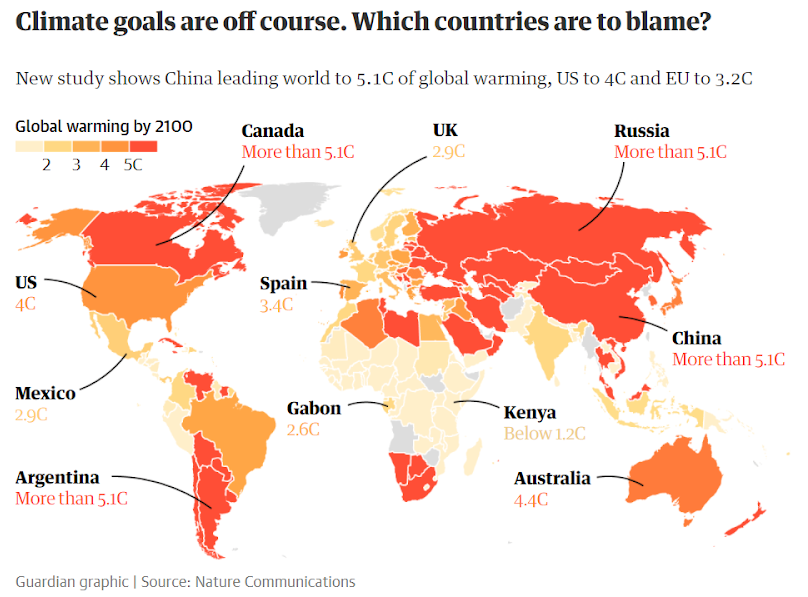 Climate goals are off course. Which countries are to blame?
New study shows China leading world to 5.1C of global warming, US to 4C and EU to 3.2C
Global warming by 2100
2 3 4 5C
Canada
More than 5.1C
UK
2.9C
Russia
More than 5.1C
US
4C
Spain
3.4C
China
More than 5.1C
Mexico
2.9C
Gabon
2.6C
Kenya
Below 1.2C
Argentina
More than 5.1C
Australia
4.4C
Guardian graphic | Source: Nature Communications